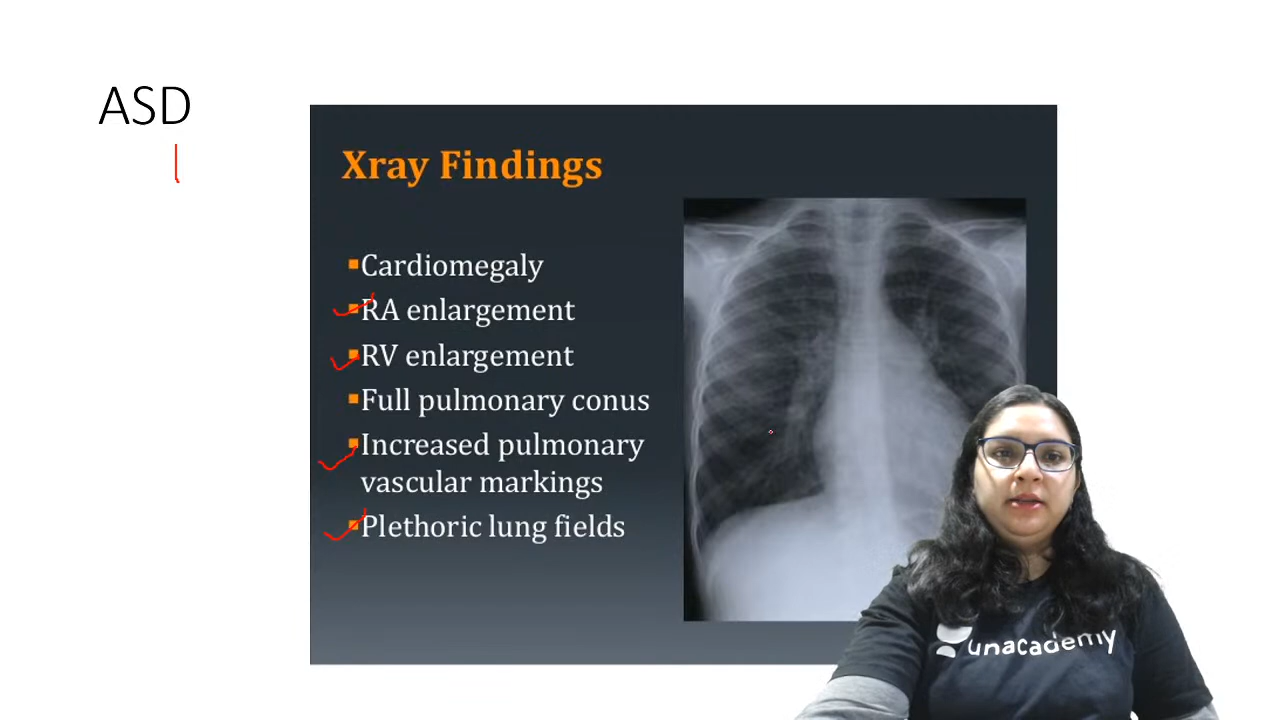 ASD
Xray Findings
Cardiomegaly
RA enlargement
RV enlargement
Full pulmonary conus
Increased pulmonary
vascular markings
Plethoric lung fields
unacademy